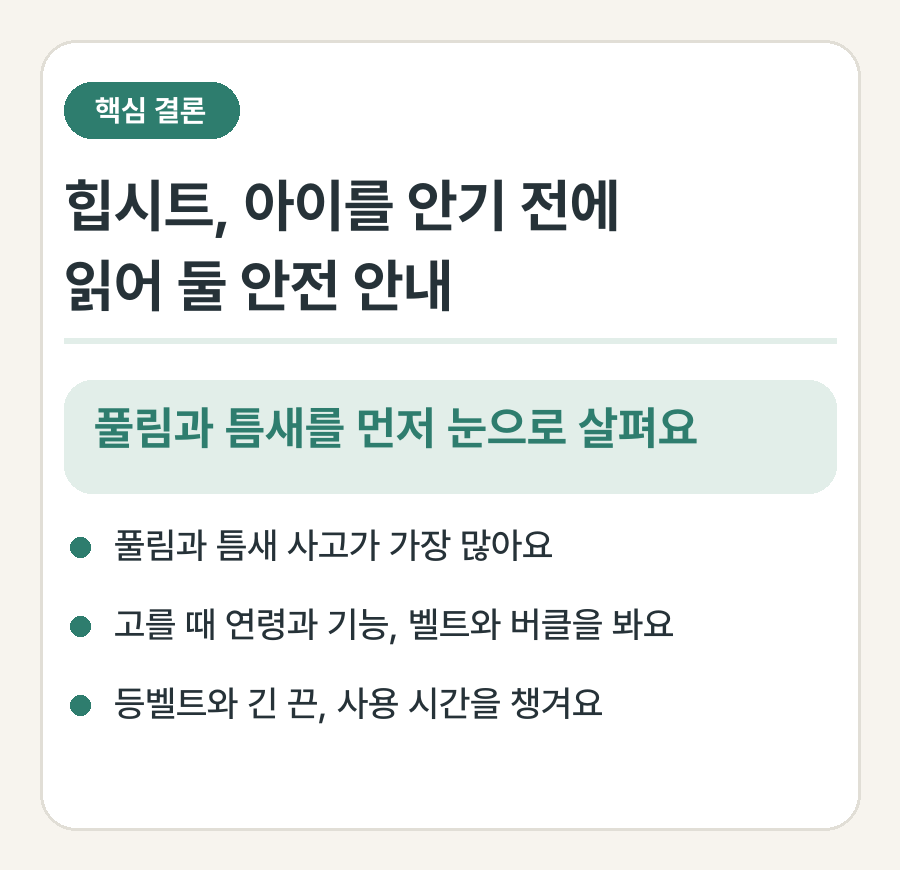 핵심 결론
힙시트, 아이를 안기 전에
읽어 둘 안전 안내
풀림과 틈새를 먼저 눈으로 살펴요
풀림과 틈새 사고가 가장 많아요
고를 때 연령과 기능, 벨트와 버클을 봐요
등벨트와 긴 끈, 사용 시간을 챙겨요